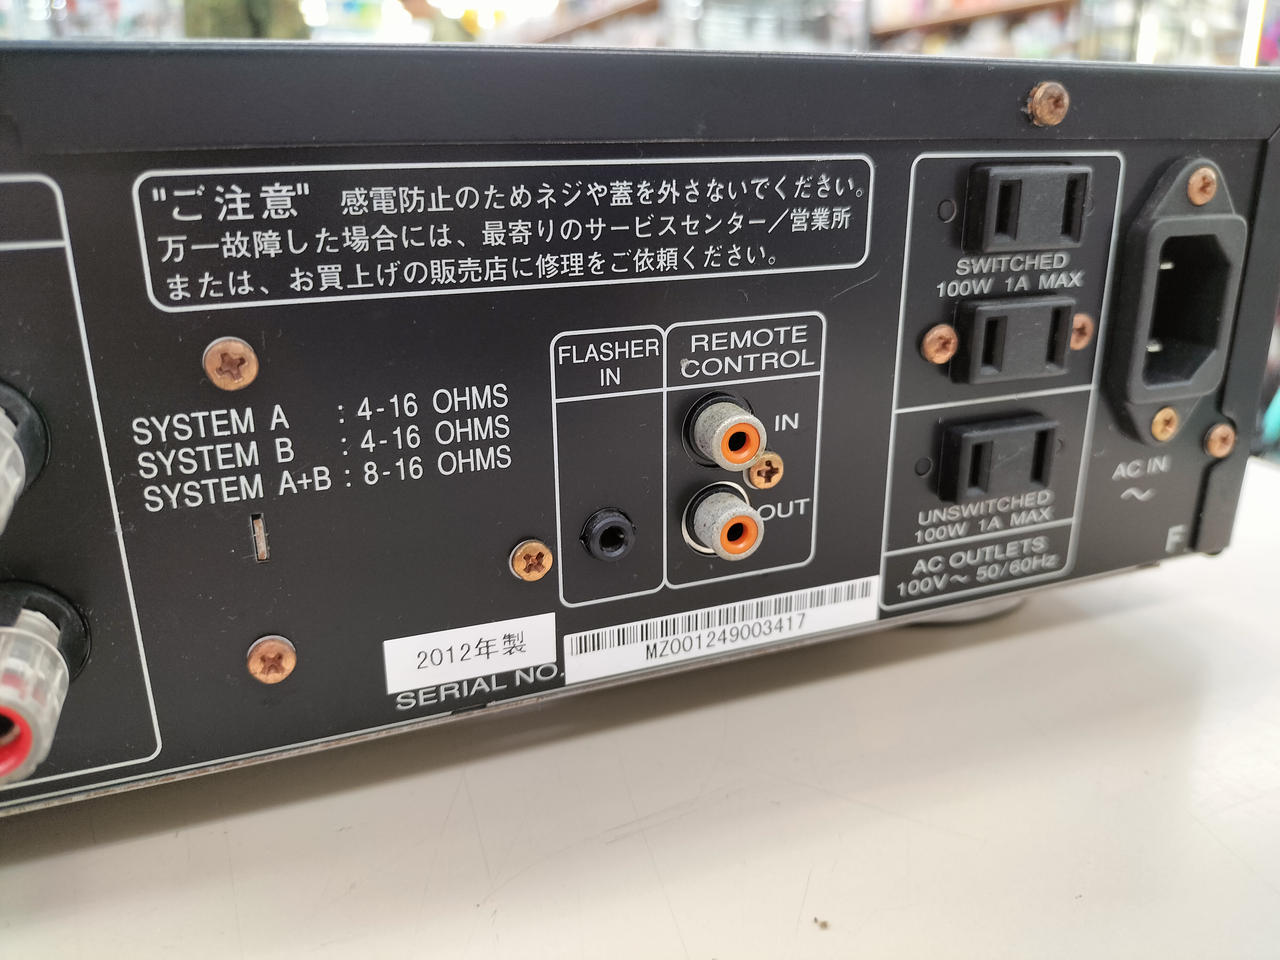 "ご注意" 感電防止のためネジや蓋を外さないでください。
万一故障した場合には、最寄りのサービスセンター／営業所
または、お買上げの販売店に修理をご依頼ください。
SYSTEM A : 4-16 OHMS
SYSTEM B : 4-16 OHMS
SYSTEM A+B : 8-16 OHMS
FLASHER
IN
REMOTE
CONTROL
IN
OUT
SWITCHED
100W 1A MAX
UNSWITCHED
100W 1A MAX
AC OUTLETS
100V～ 50/60Hz
AC IN
～
F
2012年製
SERIAL NO.
MZ001249003417